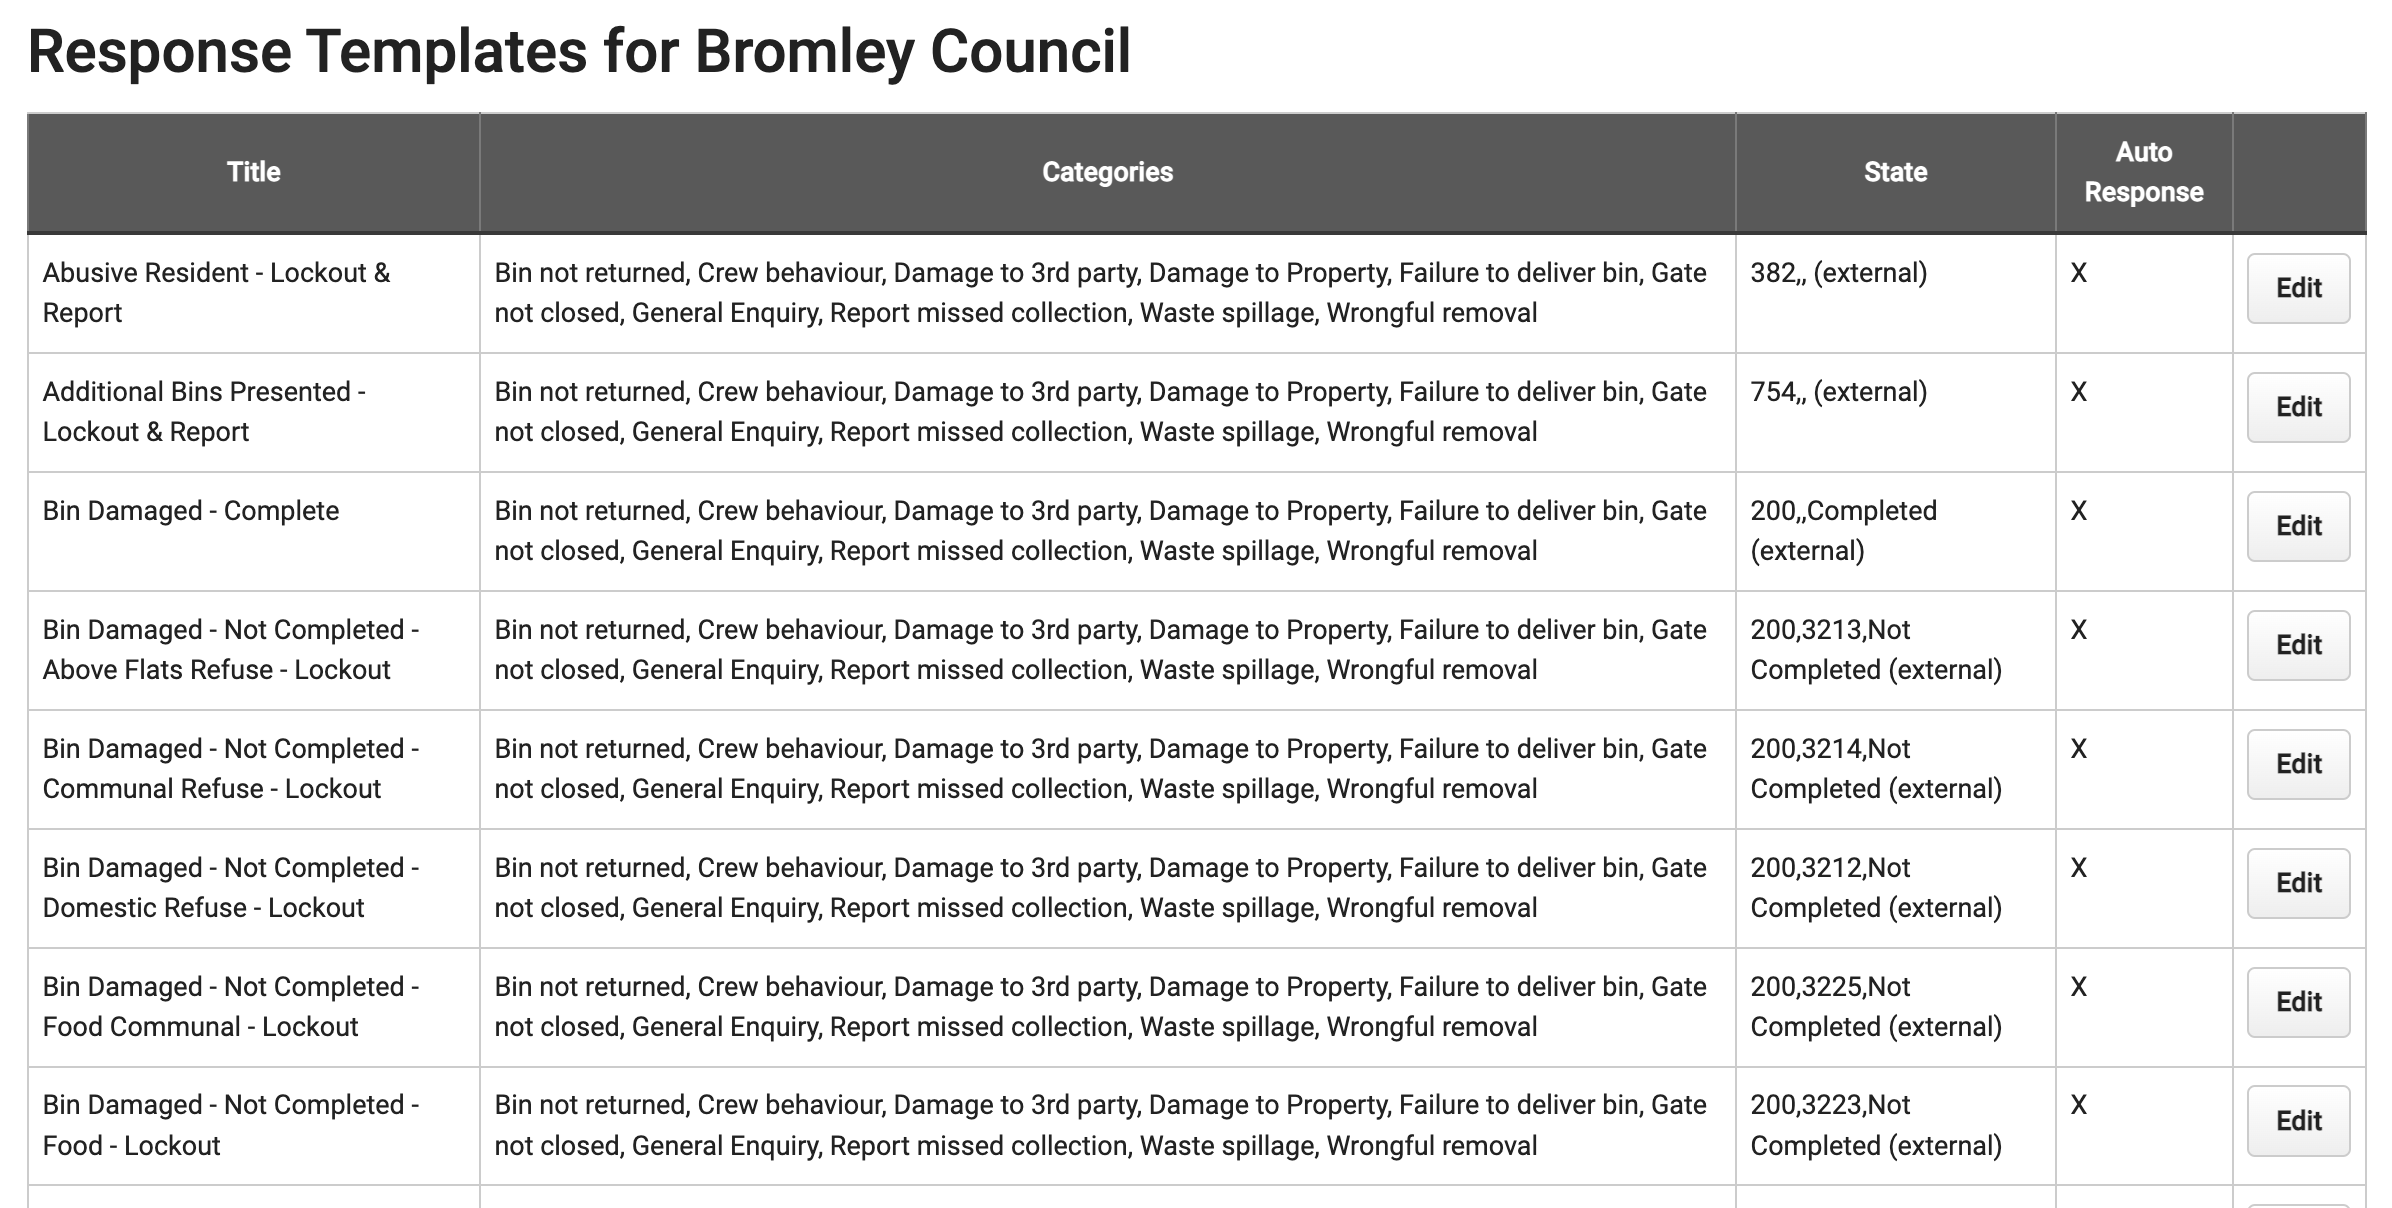 Response Templates for Bromley Council
Title
Categories
State
Auto
Response
Abusive Resident - Lockout &
Report
Bin not returned, Crew behaviour, Damage to 3rd party, Damage to Property, Failure to deliver bin, Gate
not closed, General Enquiry, Report missed collection, Waste spillage, Wrongful removal
382,, (external)
X
Edit
Additional Bins Presented -
Lockout & Report
Bin not returned, Crew behaviour, Damage to 3rd party, Damage to Property, Failure to deliver bin, Gate
not closed, General Enquiry, Report missed collection, Waste spillage, Wrongful removal
754,, (external)
X
Edit
Bin Damaged - Complete
Bin not returned, Crew behaviour, Damage to 3rd party, Damage to Property, Failure to deliver bin, Gate
not closed, General Enquiry, Report missed collection, Waste spillage, Wrongful removal
200,,Completed
(external)
X
Edit
Bin Damaged - Not Completed -
Above Flats Refuse - Lockout
Bin not returned, Crew behaviour, Damage to 3rd party, Damage to Property, Failure to deliver bin, Gate
not closed, General Enquiry, Report missed collection, Waste spillage, Wrongful removal
200,3213,Not
Completed (external)
X
Edit
Bin Damaged - Not Completed -
Communal Refuse - Lockout
Bin not returned, Crew behaviour, Damage to 3rd party, Damage to Property, Failure to deliver bin, Gate
not closed, General Enquiry, Report missed collection, Waste spillage, Wrongful removal
200,3214,Not
Completed (external)
X
Edit
Bin Damaged - Not Completed -
Domestic Refuse - Lockout
Bin not returned, Crew behaviour, Damage to 3rd party, Damage to Property, Failure to deliver bin, Gate
not closed, General Enquiry, Report missed collection, Waste spillage, Wrongful removal
200,3212,Not
Completed (external)
X
Edit
Bin Damaged - Not Completed -
Food Communal - Lockout
Bin not returned, Crew behaviour, Damage to 3rd party, Damage to Property, Failure to deliver bin, Gate
not closed, General Enquiry, Report missed collection, Waste spillage, Wrongful removal
200,3225,Not
Completed (external)
X
Edit
Bin Damaged - Not Completed -
Food - Lockout
Bin not returned, Crew behaviour, Damage to 3rd party, Damage to Property, Failure to deliver bin, Gate
not closed, General Enquiry, Report missed collection, Waste spillage, Wrongful removal
200,3223,Not
Completed (external)
X
Edit